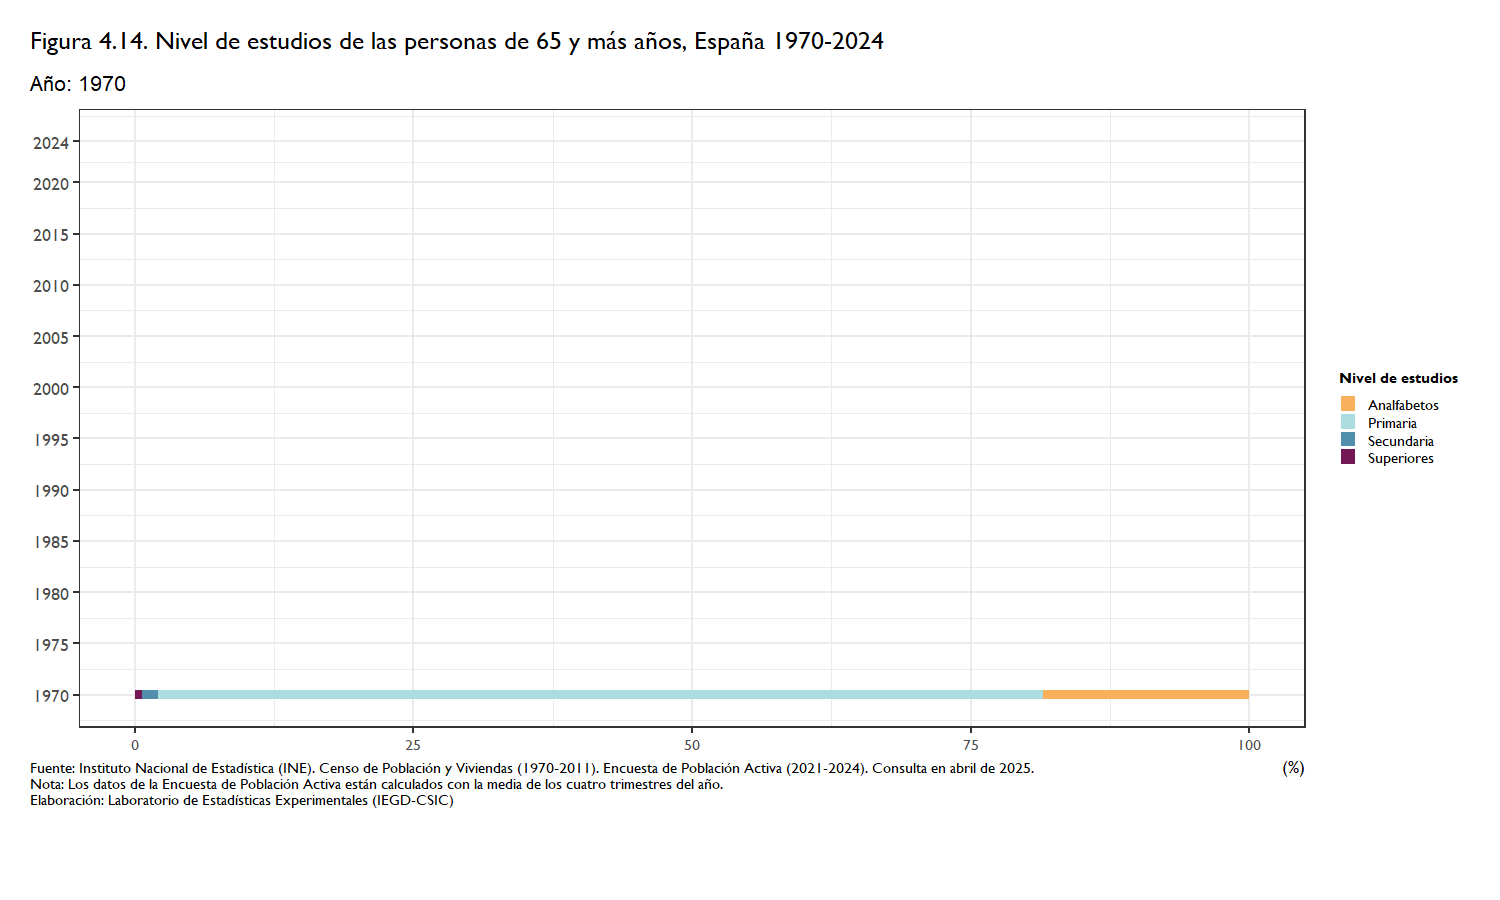 Figura 4.14. Nivel de estudios de las personas de 65 y más años, España 1970-2024
Año: 1970
2024
2020
2015
2010
2005
2000
1995
1990
1985
1980
1975
1970
0 25 50 75 100
(%)
Nivel de estudios
Analfabetos
Primaria
Secundaria
Superiores
Fuente: Instituto Nacional de Estadística (INE). Censo de Población y Viviendas (1970-2011). Encuesta de Población Activa (2021-2024). Consulta en abril de 2025.
Nota: Los datos de la Encuesta de Población Activa están calculados con la media de los cuatro trimestres del año.
Elaboración: Laboratorio de Estadísticas Experimentales (IEGD-CSIC)